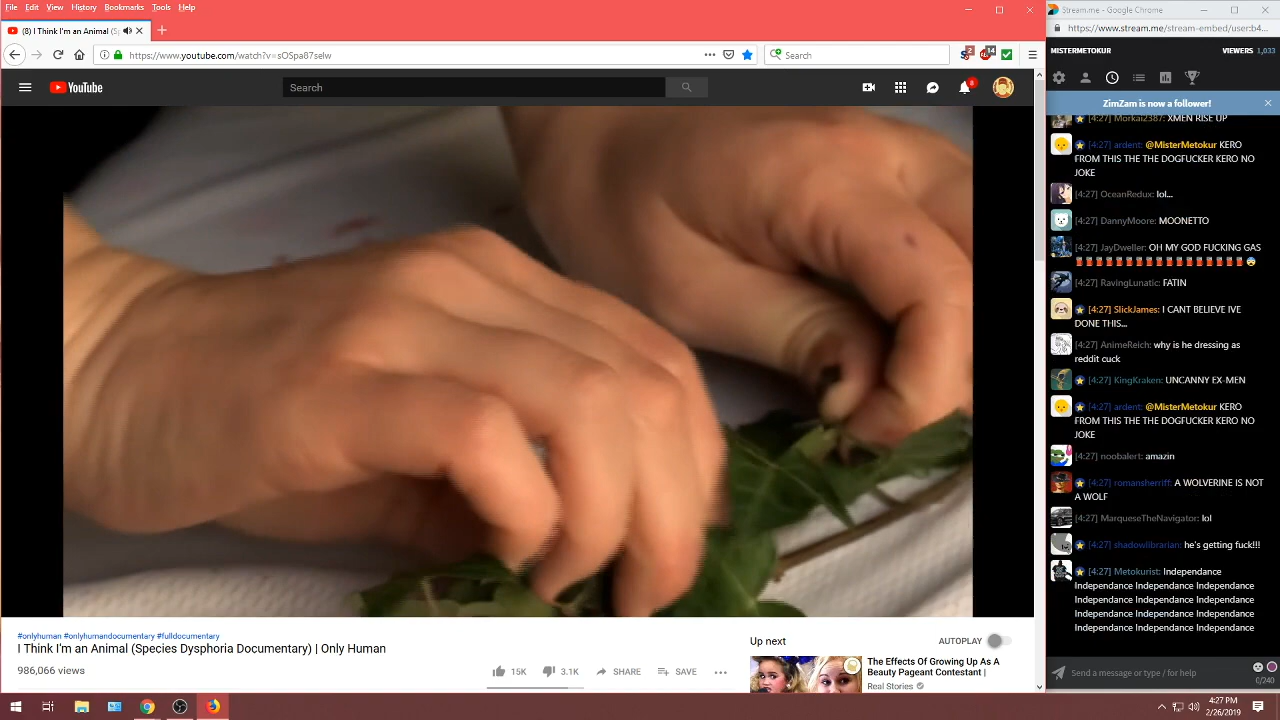 File Edit View History Bookmarks Tools Help
(8) I Think I'm an Animal (Sp
https://www.youtube.com/watch?v=sOSpa87selw
Search
2
14
YouTube
Search
8
#onlyhuman #onlyhumandocumentary #fulldocumentary
I Think I'm an Animal (Species Dysphoria Documentary) | Only Human
986,066 views
15K
3.1K
SHARE
SAVE
Up next
AUTOPLAY
The Effects Of Growing Up As A
Beauty Pageant Contestant |
Real Stories
Stream.me - Google Chrome
https://www.stream.me/stream-embed/user:b4...
MISTERMETOKUR
VIEWERS 1,033
ZimZam is now a follower!
[4:27] Morkai2387: XMEN RISE UP
[4:27] ardent: @MisterMetokur KERO
FROM THIS THE THE DOGFUCKER KERO NO
JOKE
[4:27] OceanRedux: lol...
[4:27] DannyMoore: MOONETTO
[4:27] JayDweller: OH MY GOD FUCKING GAS
[4:27] RavingLunatic: FATIN
[4:27] SlickJames: I CANT BELIEVE IVE
DONE THIS...
[4:27] AnimeReich: why is he dressing as
reddit cuck
[4:27] KingKraken: UNCANNY EX-MEN
[4:27] ardent: @MisterMetokur KERO
FROM THIS THE THE DOGFUCKER KERO NO
JOKE
[4:27] noobalert: amazin
[4:27] romansherriff: A WOLVERINE IS NOT
A WOLF
[4:27] MarqueseTheNavigator: lol
[4:27] shadowlibrarian: he's getting fuck!!!
[4:27] Metokurist: Independance
Independance Independance Independance
Independance Independance Independance
Independance Independance Independance
Independance Independance Independance
Send a message or type / for help
0/240
4:27 PM
2/26/2019